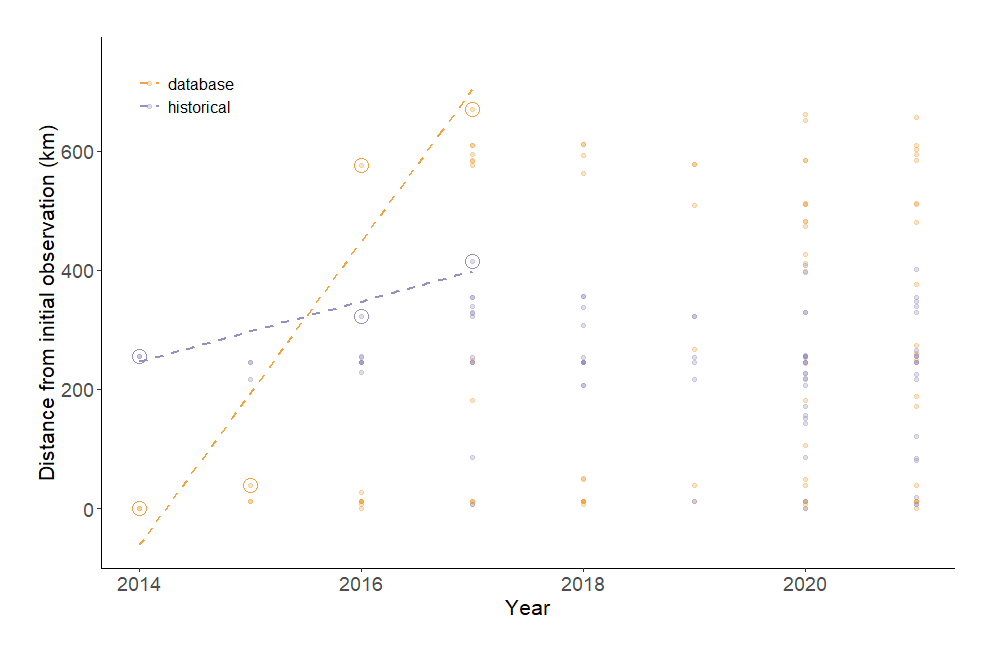 database
historical
Distance from initial observation (km)
600
400
200
0
2014
2016
2018
2020
Year